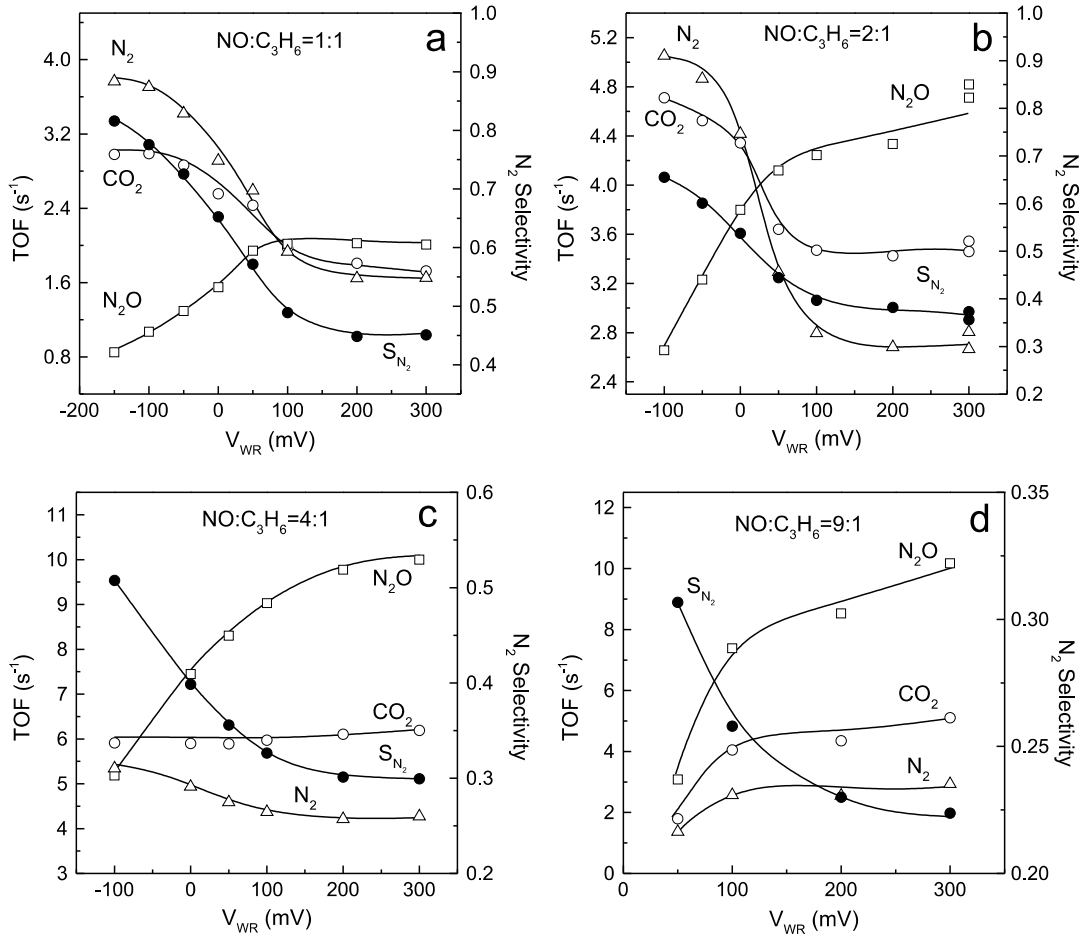 a
NO:C3H6=1:1
N2
CO2
N2O
SN2
4.0
3.2
2.4
1.6
0.8
TOF (s-1)
1.0
0.9
0.8
0.7
0.6
0.5
0.4
N2 Selectivity
-200 -100 0 100 200 300
VWR (mV)
b
NO:C3H6=2:1
N2
N2O
CO2
SN2
5.2
4.8
4.4
4.0
3.6
3.2
2.8
2.4
TOF (s-1)
1.0
0.9
0.8
0.7
0.6
0.5
0.4
0.3
0.2
N2 Selectivity
-100 0 100 200 300
VWR (mV)
c
NO:C3H6=4:1
N2O
CO2
SN2
N2
11
10
9
8
7
6
5
4
3
TOF (s-1)
0.6
0.5
0.4
0.3
0.2
N2 Selectivity
-100 0 100 200 300
VWR (mV)
d
NO:C3H6=9:1
N2O
SN2
CO2
N2
12
10
8
6
4
2
0
TOF (s-1)
0.35
0.30
0.25
0.20
N2 Selectivity
0 100 200 300
VWR (mV)